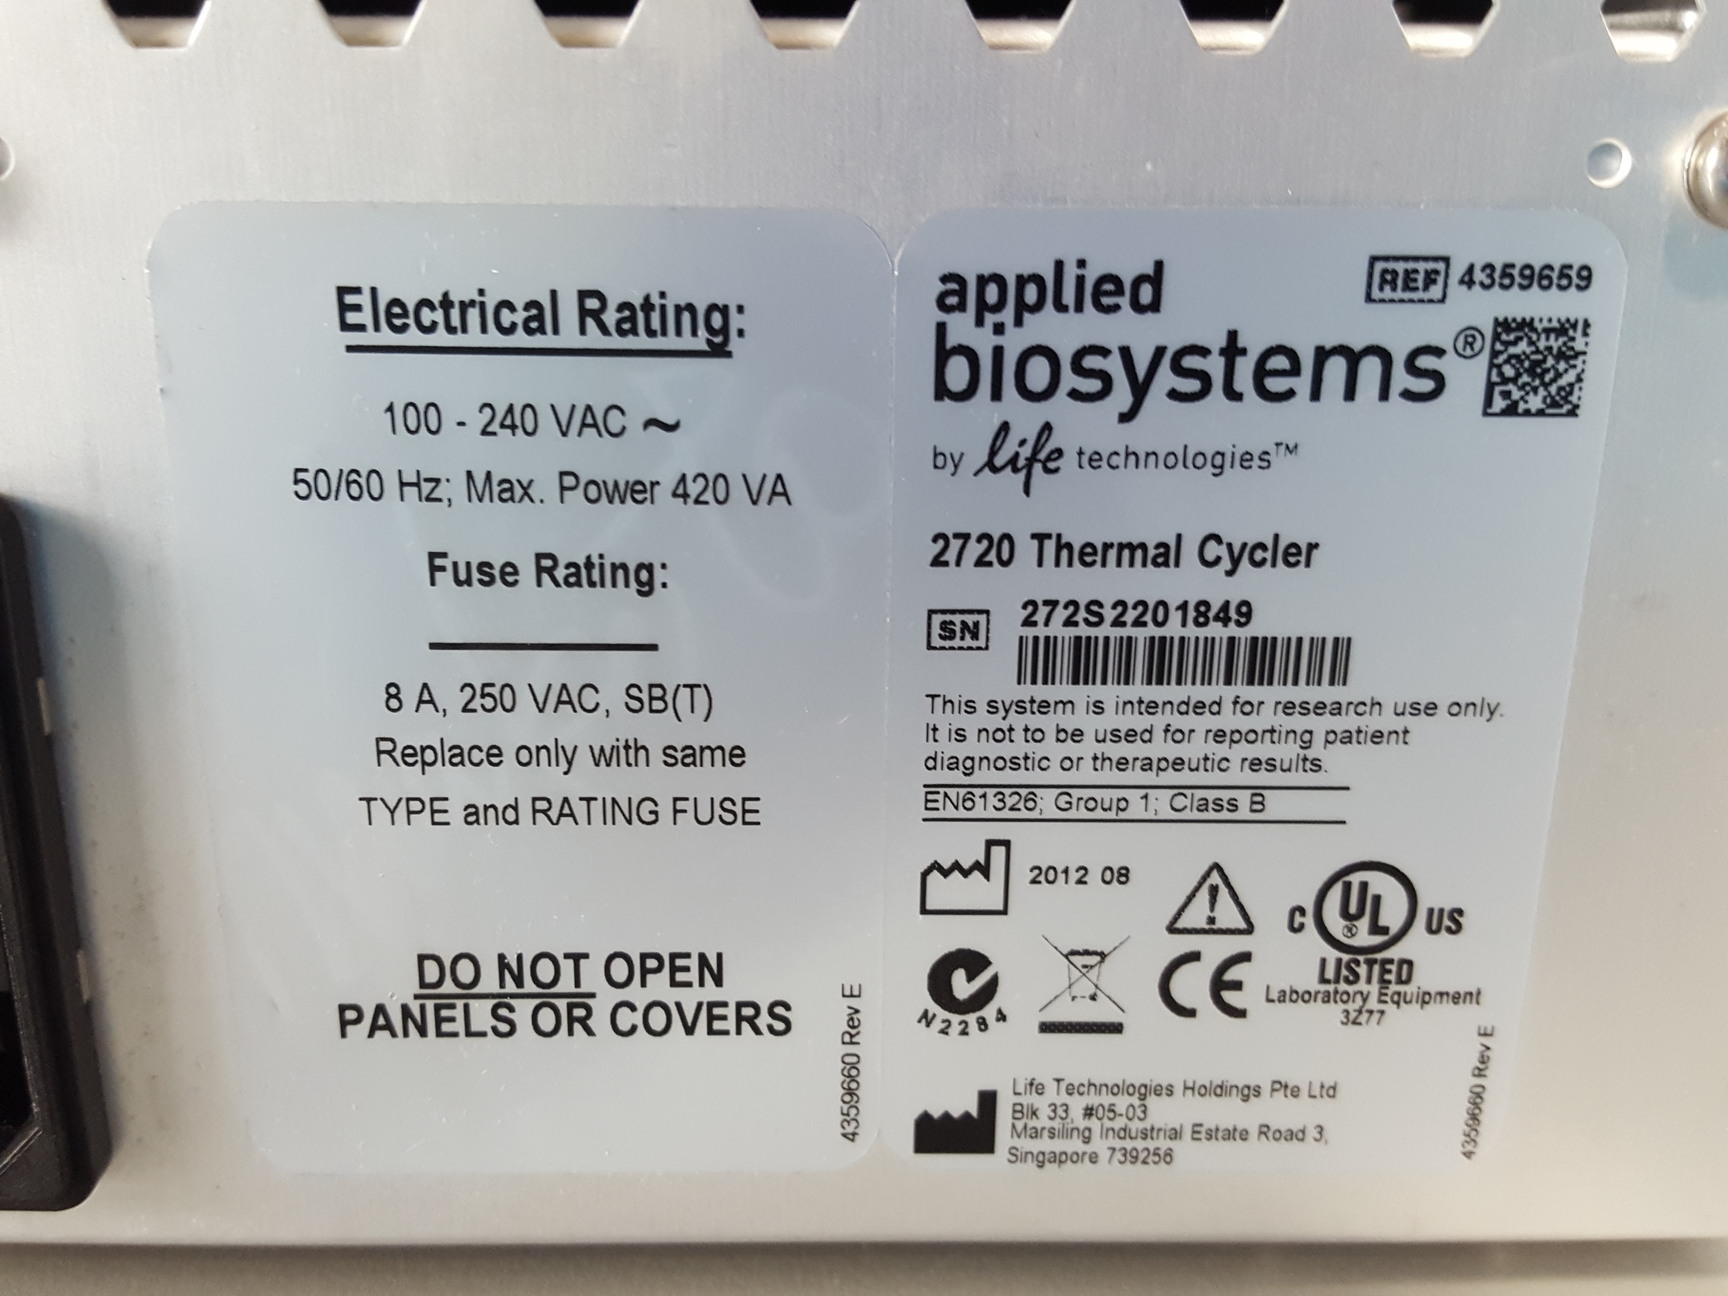 Electrical Rating:
100 - 240 VAC ~
50/60 Hz; Max. Power 420 VA
Fuse Rating:
8 A, 250 VAC, SB(T)
Replace only with same
TYPE and RATING FUSE
DO NOT OPEN
PANELS OR COVERS
4359660 Rev E
applied
biosystems®
by life technologies™
REF 4359659
2720 Thermal Cycler
SN 272S2201849
This system is intended for research use only.
It is not to be used for reporting patient
diagnostic or therapeutic results.
EN61326; Group 1; Class B
2012 08
C UL® US
LISTED
Laboratory Equipment
3Z77
N2284
CE
Life Technologies Holdings Pte Ltd
Blk 33, #05-03
Marsiling Industrial Estate Road 3,
Singapore 739256
4359660 Rev E